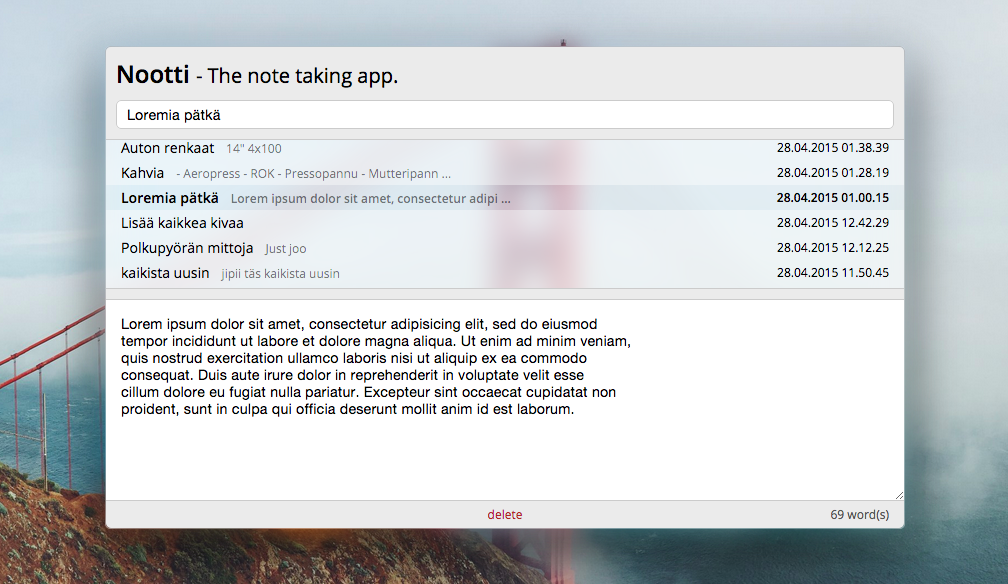 Nootti - The note taking app.
Loremia pätkä
Auton renkaat 14" 4x100 28.04.2015 01.38.39
Kahvia - Aeropress - ROK - Pressopannu - Mutteripann ... 28.04.2015 01.28.19
Loremia pätkä Lorem ipsum dolor sit amet, consectetur adipi ... 28.04.2015 01.00.15
Lisää kaikkea kivaa 28.04.2015 12.42.29
Polkupyörän mittoja Just joo 28.04.2015 12.12.25
kaikista uusin jipii täs kaikista uusin 28.04.2015 11.50.45
Lorem ipsum dolor sit amet, consectetur adipisicing elit, sed do eiusmod
tempor incididunt ut labore et dolore magna aliqua. Ut enim ad minim veniam,
quis nostrud exercitation ullamco laboris nisi ut aliquip ex ea commodo
consequat. Duis aute irure dolor in reprehenderit in voluptate velit esse
cillum dolore eu fugiat nulla pariatur. Excepteur sint occaecat cupidatat non
proident, sunt in culpa qui officia deserunt mollit anim id est laborum.
delete 69 word(s)